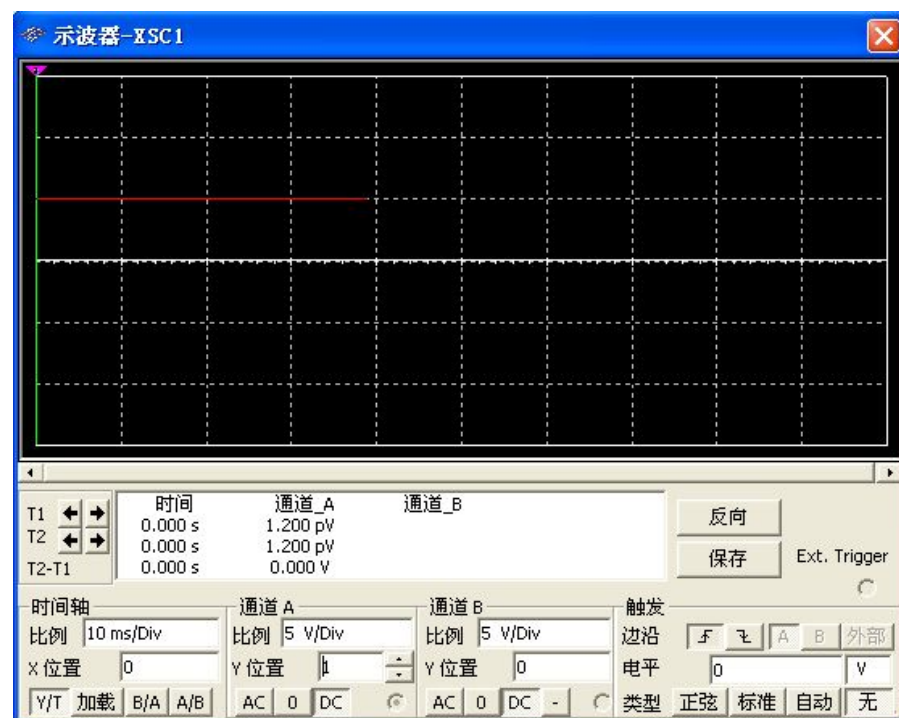 示波器-XSC1
时间 通道_A 通道_B
T1 0.000 s 1.200 pV
T2 0.000 s 1.200 pV
T2-T1 0.000 s 0.000 V
反向
保存
Ext. Trigger
时间轴
比例 10 ms/Div
X 位置 0
Y/T 加载 B/A A/B
通道 A
比例 5 V/Div
Y 位置 1
AC 0 DC
通道 B
比例 5 V/Div
Y 位置 0
AC 0 DC -
触发
边沿 A B 外部
电平 0 V
类型 正弦 标准 自动 无